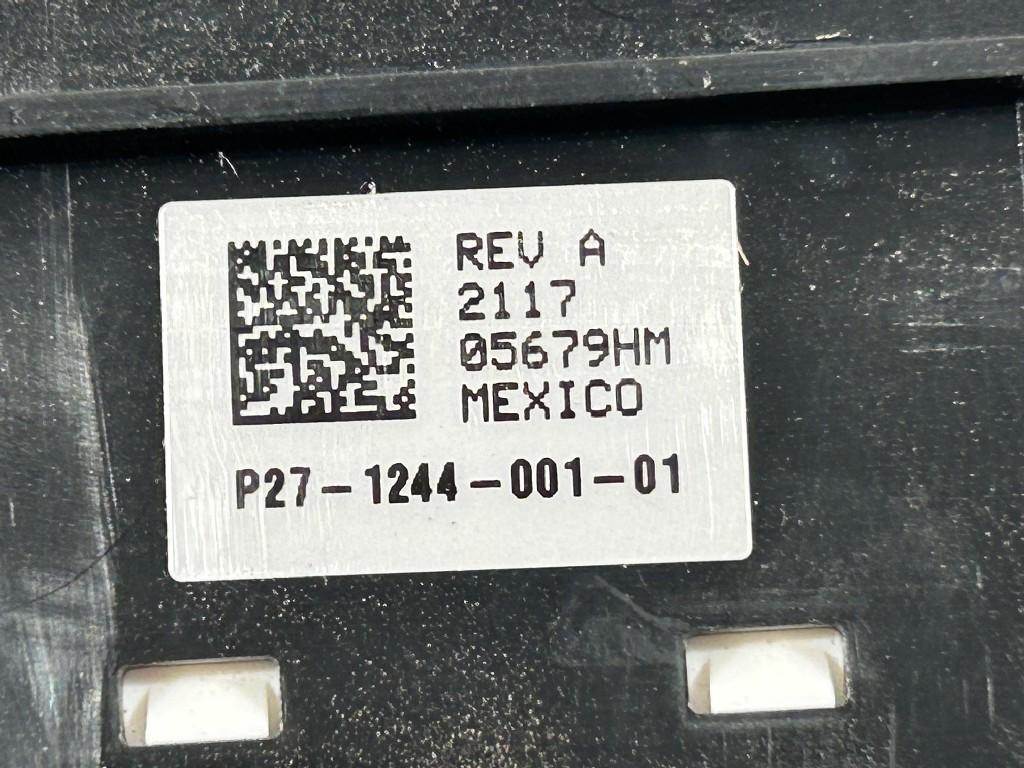 REV A
2117
05679HM
MEXICO
P27-1244-001-01